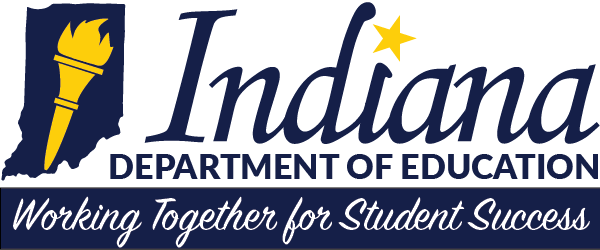 Indiana
DEPARTMENT OF EDUCATION
Working Together for Student Success